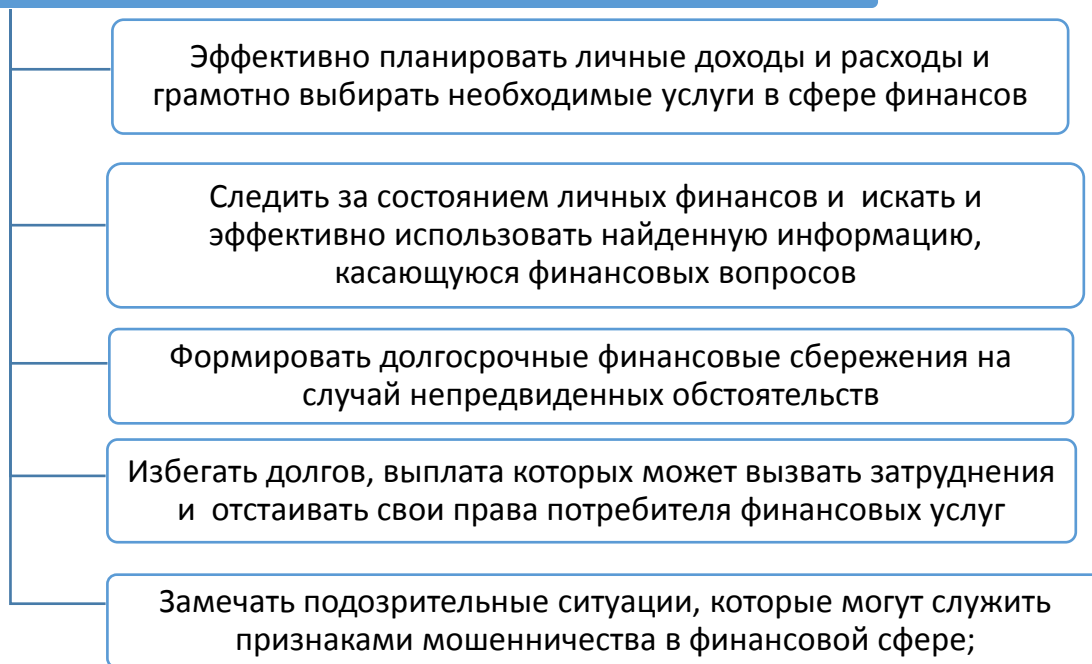 Эффективно планировать личные доходы и расходы и
грамотно выбирать необходимые услуги в сфере финансов
Следить за состоянием личных финансов и  искать и
эффективно использовать найденную информацию,
касающуюся финансовых вопросов
Формировать долгосрочные финансовые сбережения на
случай непредвиденных обстоятельств
Избегать долгов, выплата которых может вызвать затруднения
и  отстаивать свои права потребителя финансовых услуг
Замечать подозрительные ситуации, которые могут служить
признаками мошенничества в финансовой сфере;